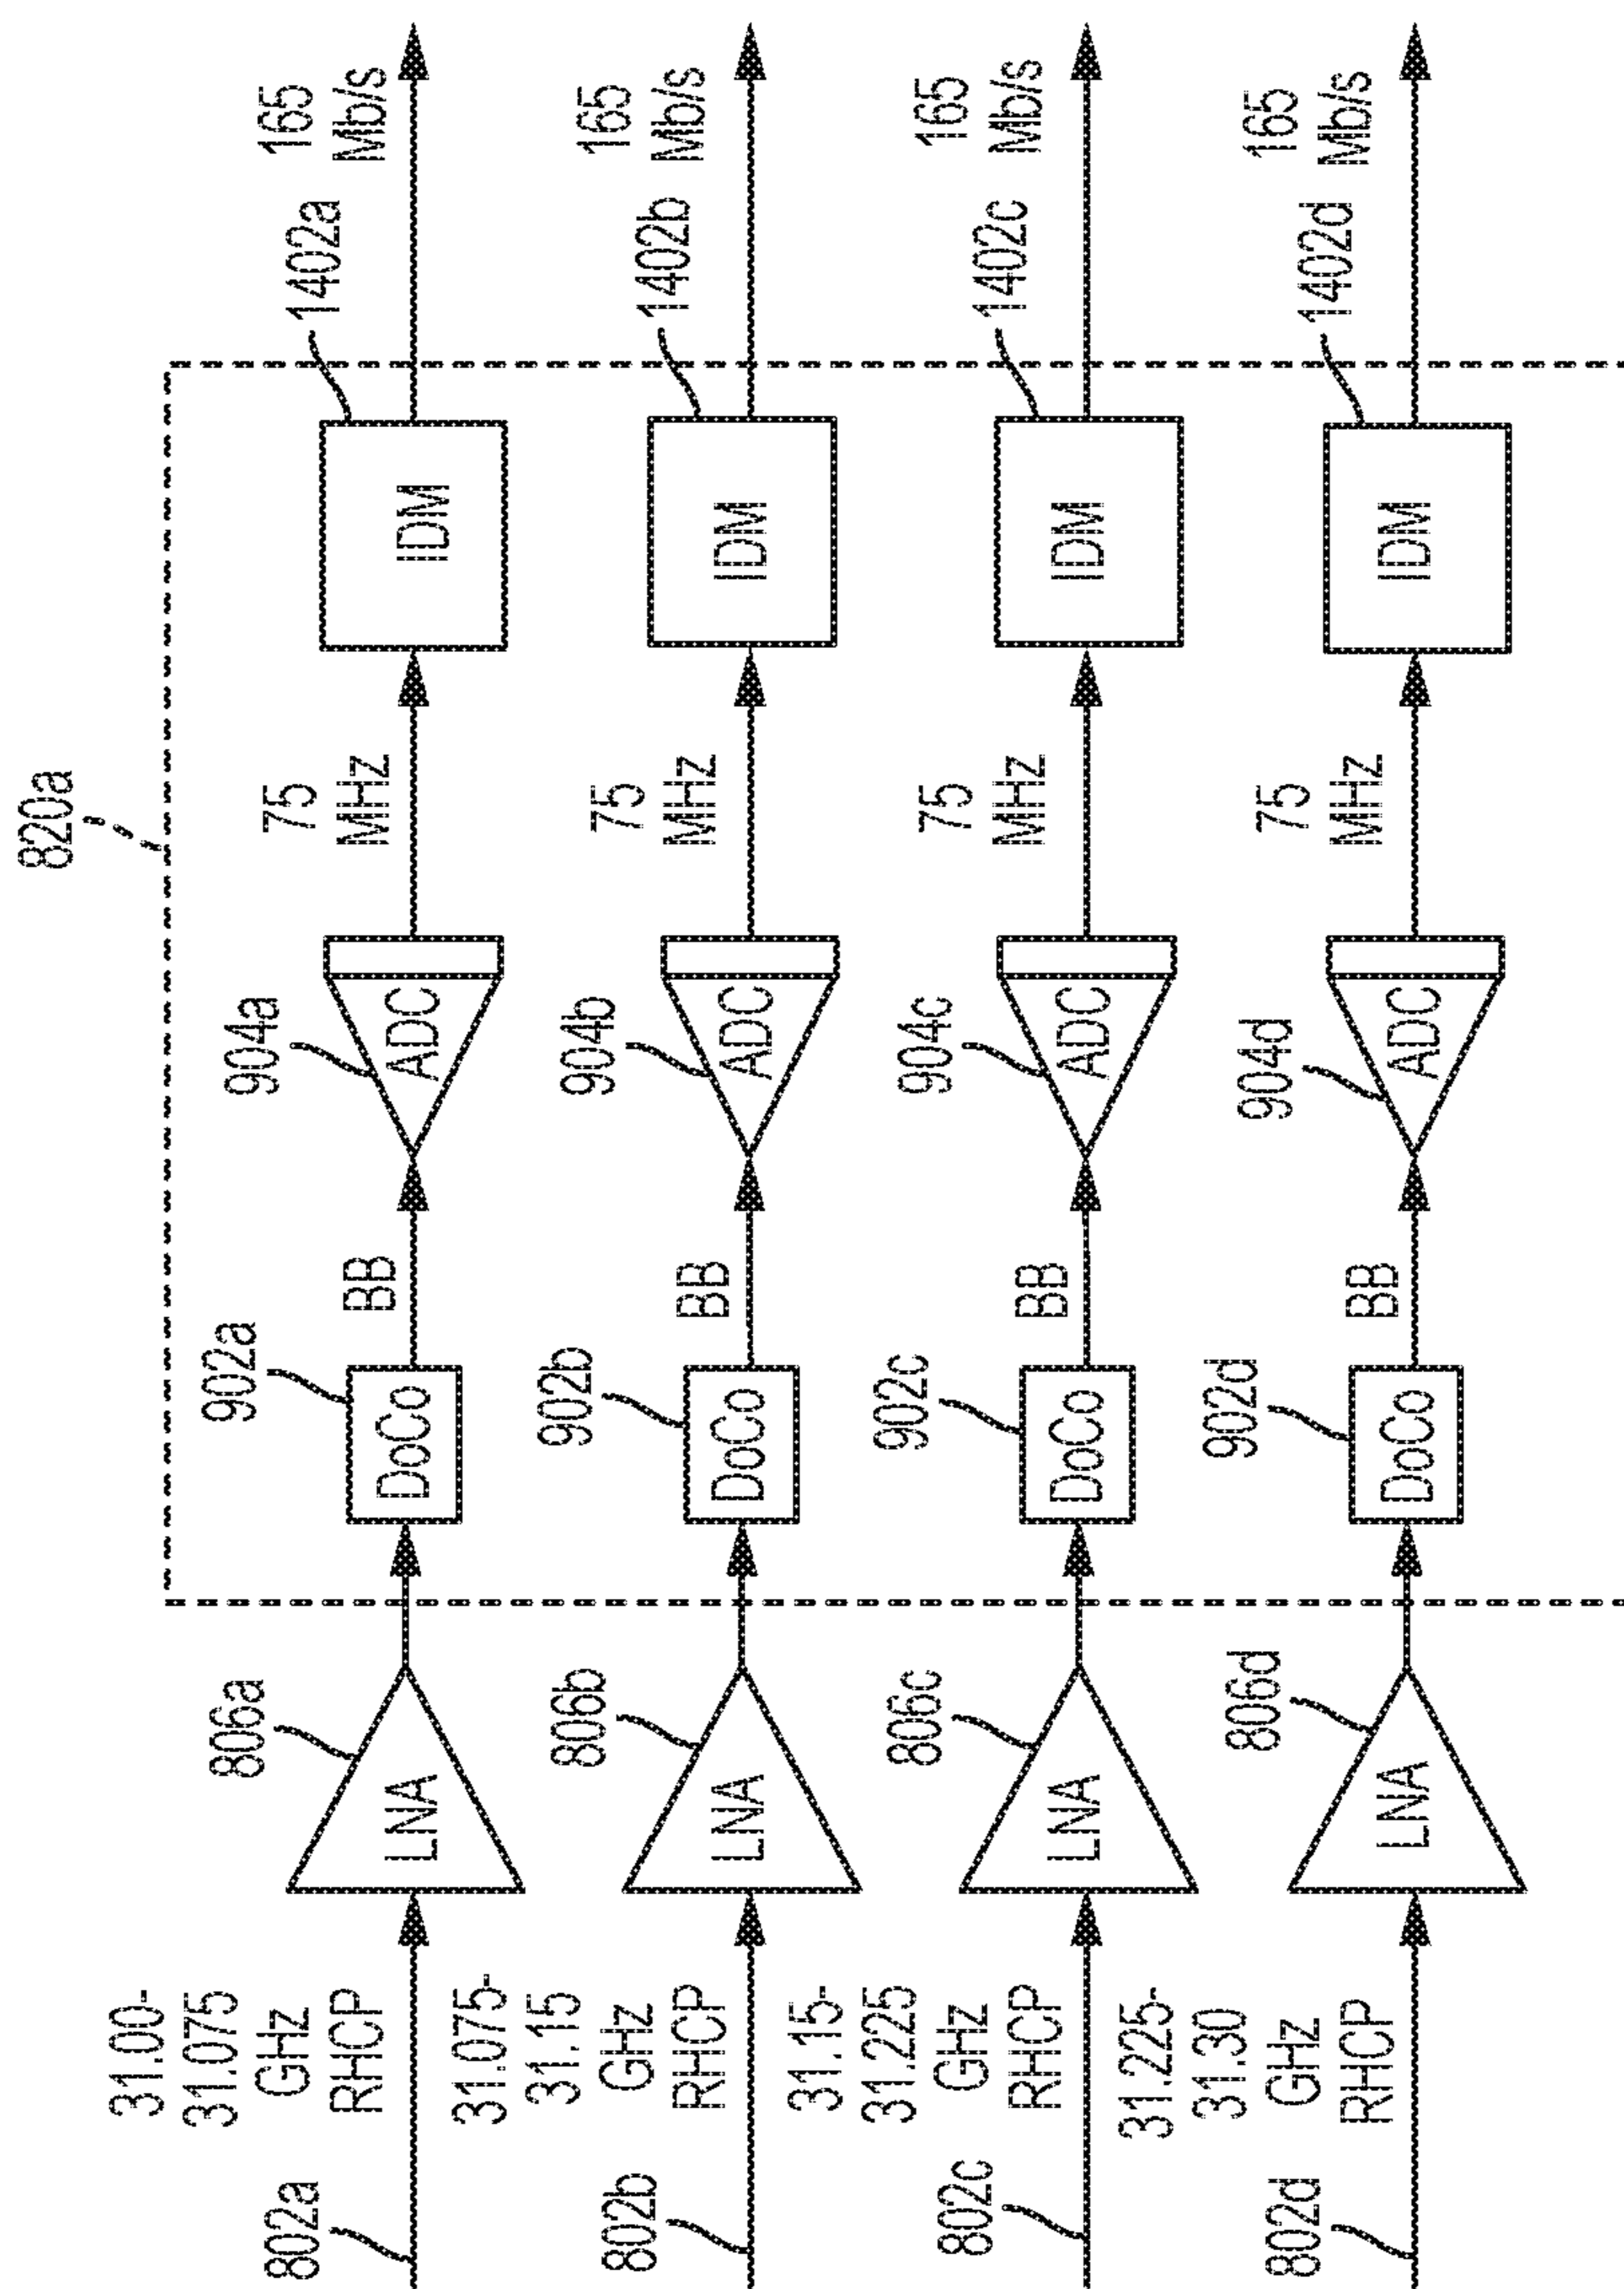 820a
31.00-
31.075
GHz
RHCP
802a
LNA
806a
DoCo
902a
BB
ADC
904a
75
MHz
IDM
1402a
165
Mb/s
31.075-
31.15
GHz
RHCP
802b
LNA
806b
DoCo
902b
BB
ADC
904b
75
MHz
IDM
1402b
165
Mb/s
31.15-
31.225
GHz
RHCP
802c
LNA
806c
DoCo
902c
BB
ADC
904c
75
MHz
IDM
1402c
165
Mb/s
31.225-
31.30
GHz
RHCP
802d
LNA
806d
DoCo
902d
BB
ADC
904d
75
MHz
IDM
1402d
165
Mb/s